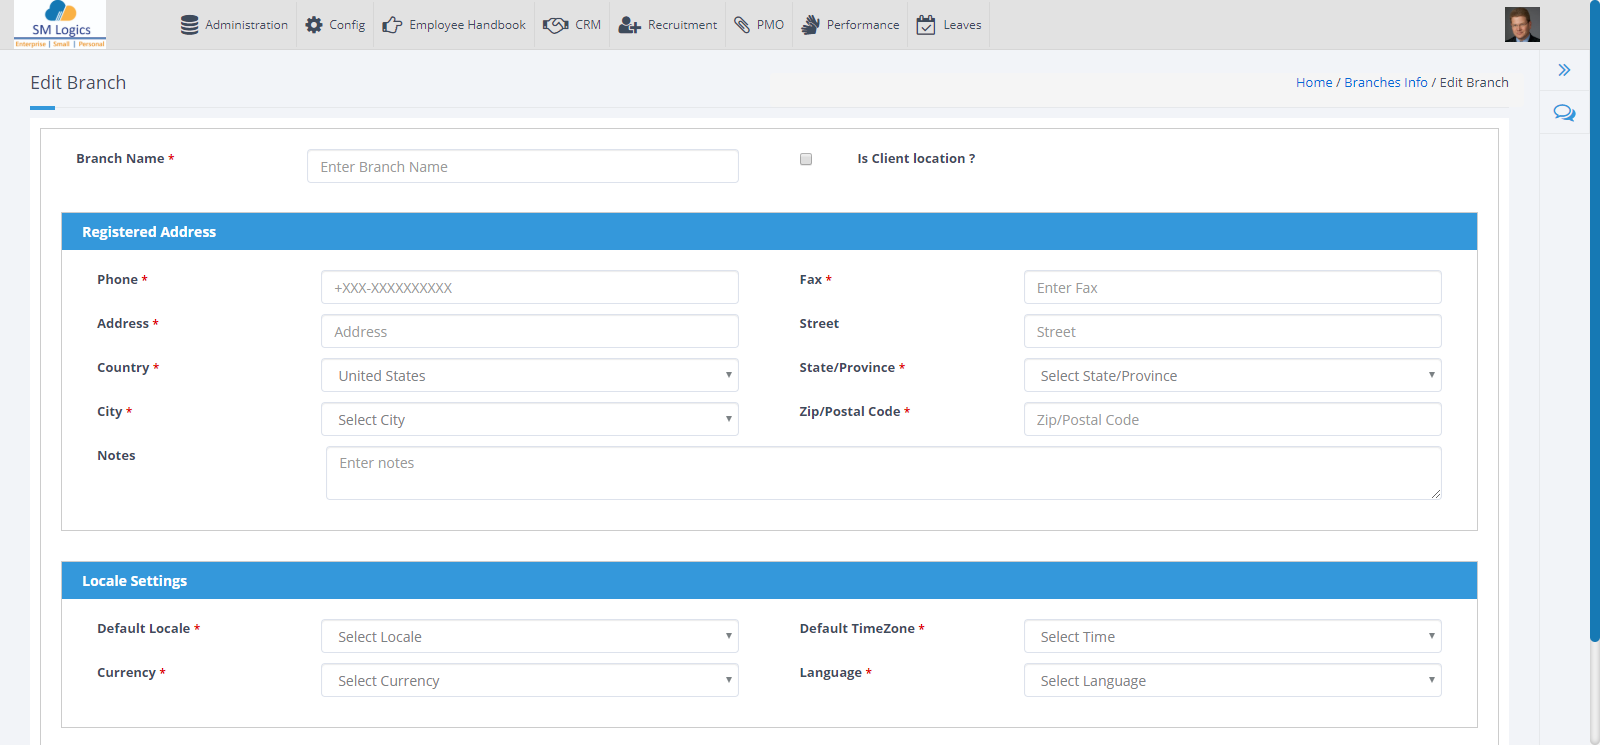 SM Logics
Enterprise | Small | Personal
Administration Config Employee Handbook CRM Recruitment PMO Performance Leaves
Edit Branch
Home / Branches Info / Edit Branch
Branch Name *
Enter Branch Name
Is Client location ?
Registered Address
Phone * +XXX-XXXXXXXXXX Fax * Enter Fax
Address * Address Street Street
Country * United States State/Province * Select State/Province
City * Select City Zip/Postal Code * Zip/Postal Code
Notes Enter notes
Locale Settings
Default Locale * Select Locale Default TimeZone * Select Time
Currency * Select Currency Language * Select Language